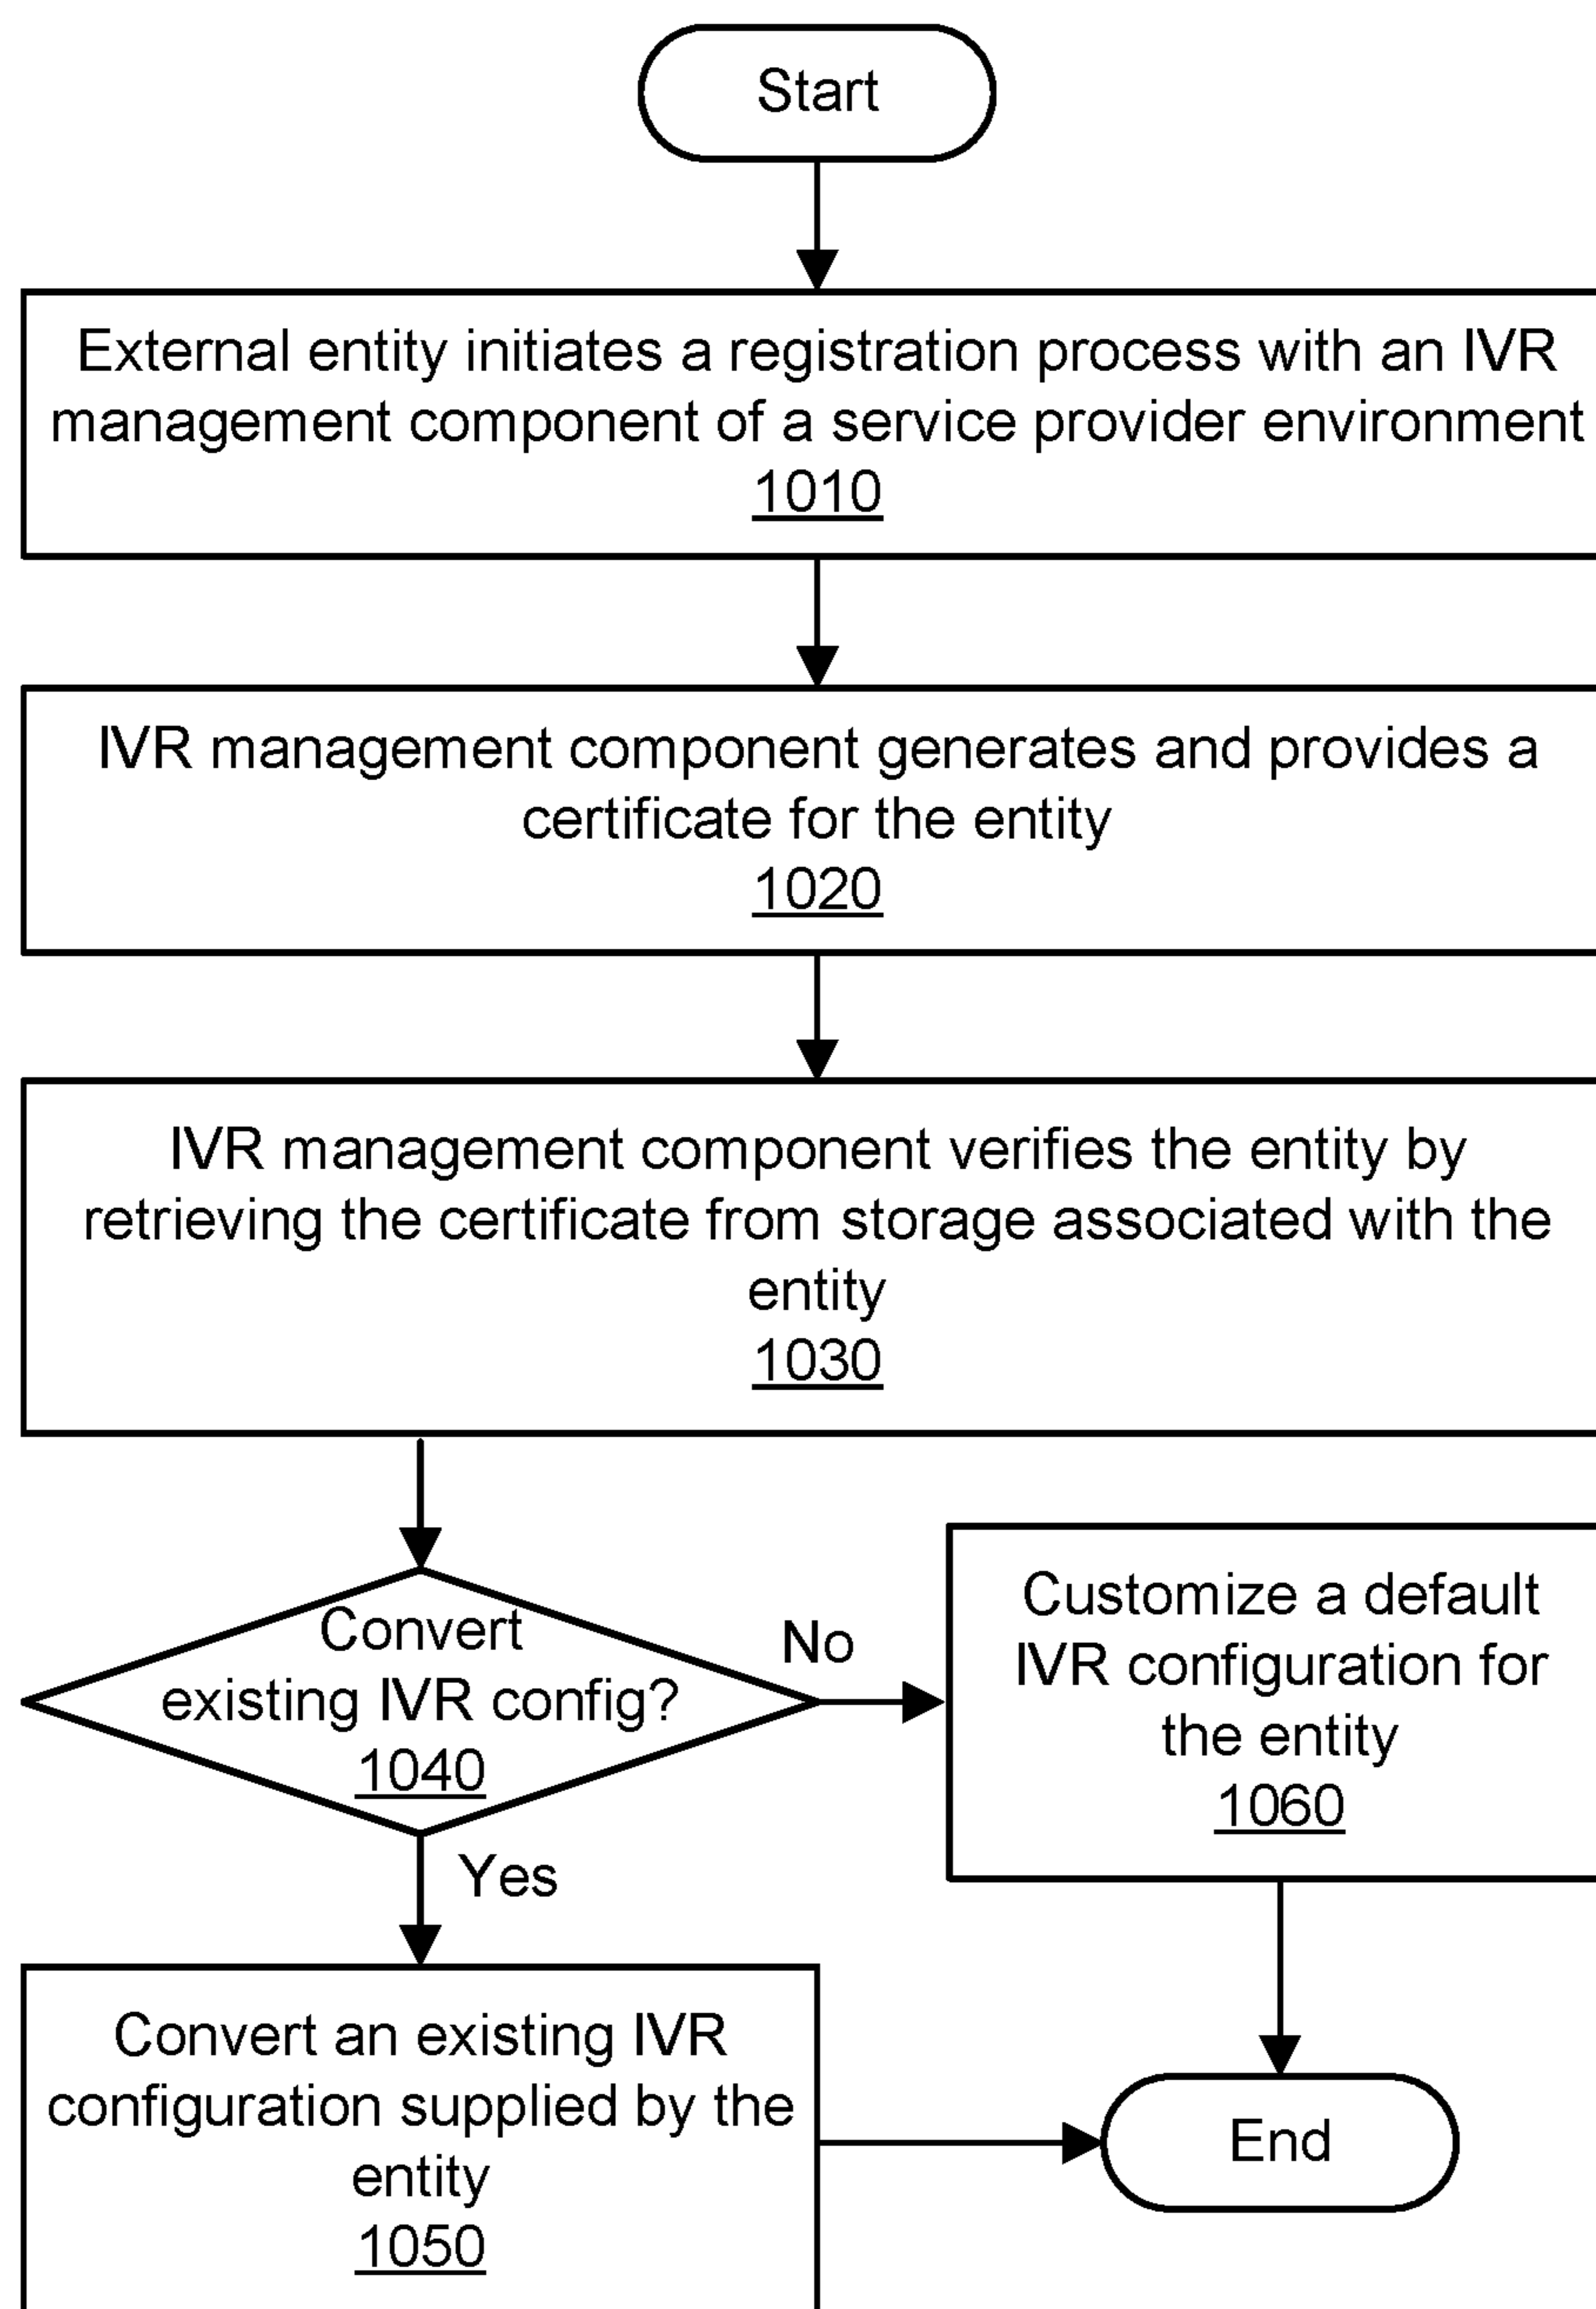 Start
External entity initiates a registration process with an IVR
management component of a service provider environment
1010
IVR management component generates and provides a
certificate for the entity
1020
IVR management component verifies the entity by
retrieving the certificate from storage associated with the
entity
1030
Convert
existing IVR config?
1040
No
Customize a default
IVR configuration for
the entity
1060
Yes
Convert an existing IVR
configuration supplied by the
entity
1050
End